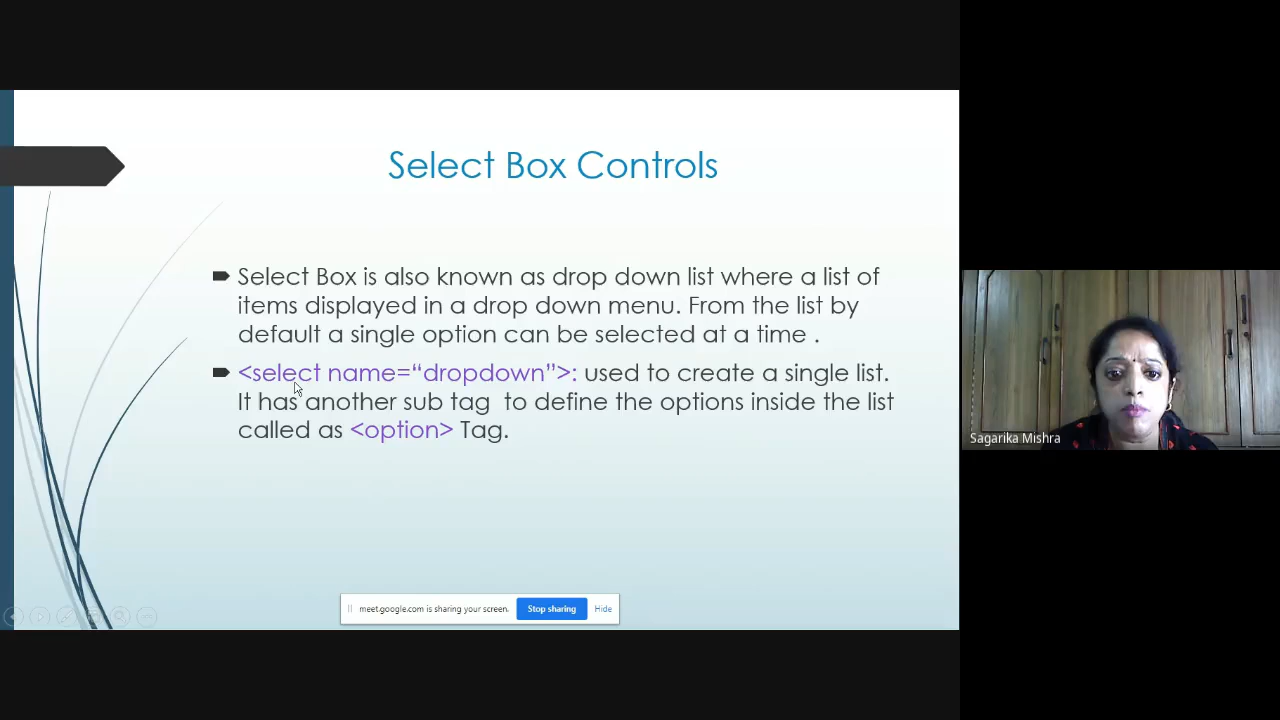 Select Box Controls
Select Box is also known as drop down list where a list of
items displayed in a drop down menu. From the list by
default a single option can be selected at a time .
<select name=“dropdown”>: used to create a single list.
It has another sub tag  to define the options inside the list
called as <option> Tag.
Sagarika Mishra
meet.google.com is sharing your screen.
Stop sharing
Hide